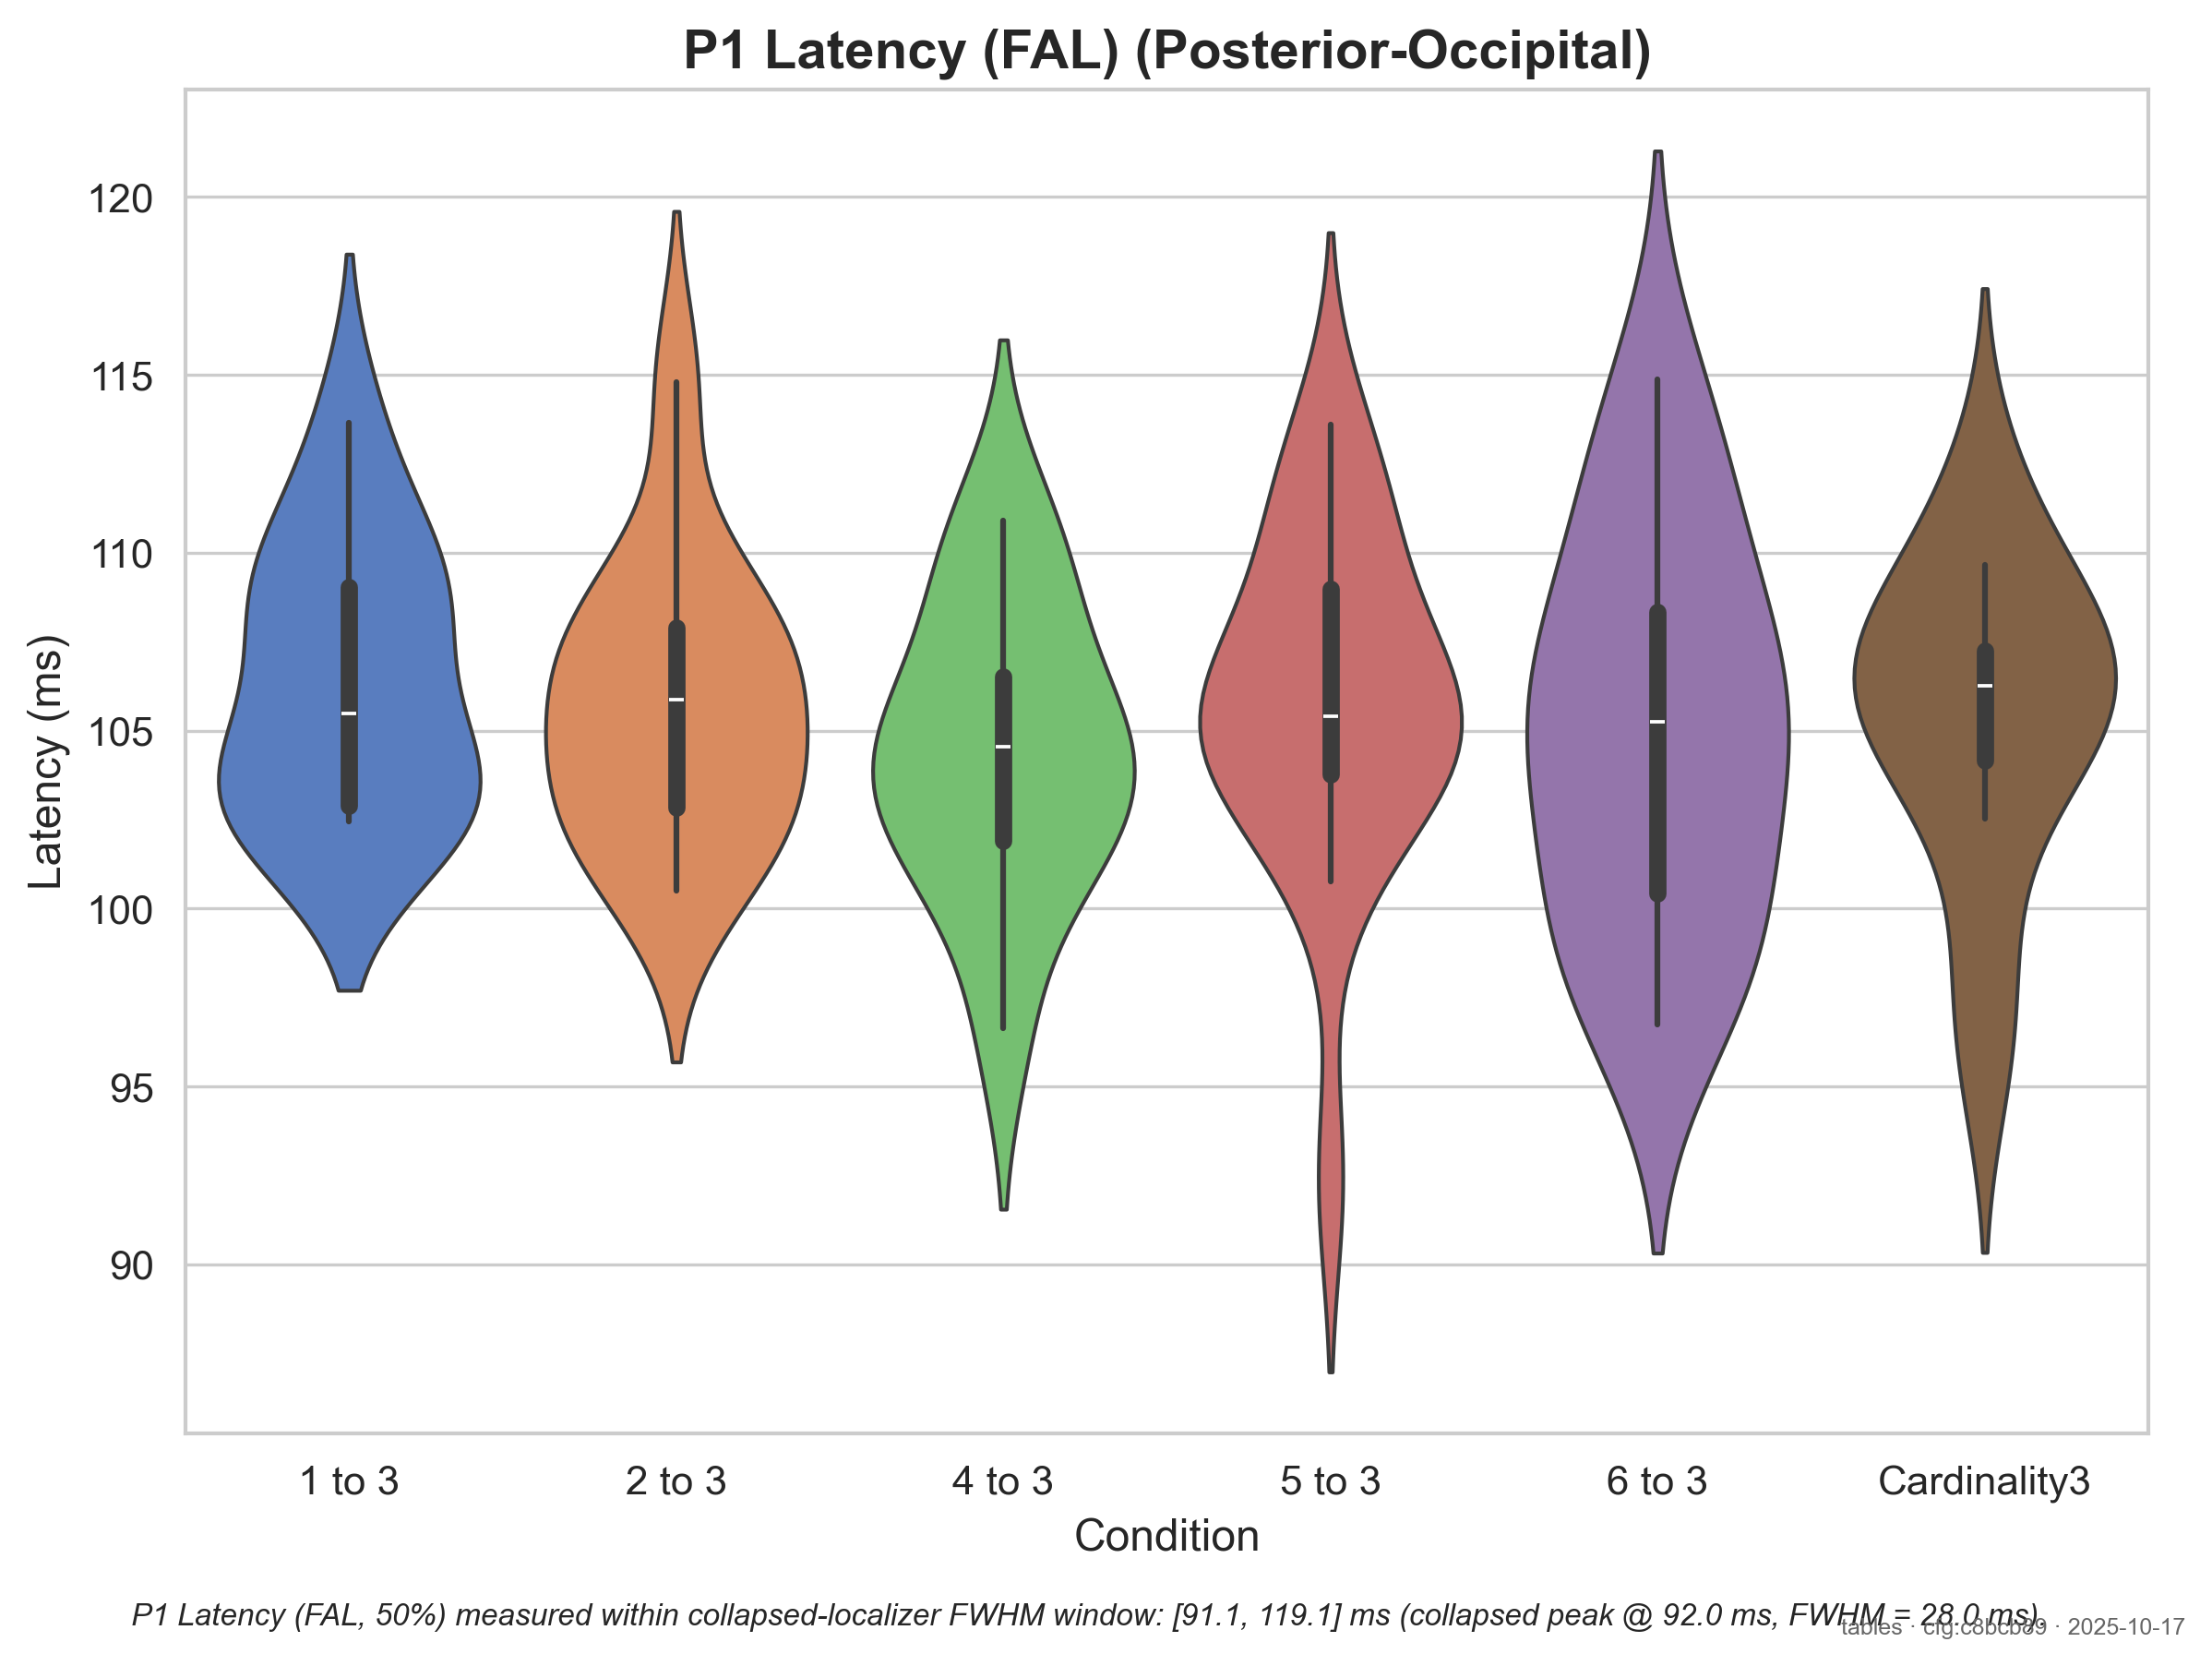 P1 Latency (FAL) (Posterior-Occipital)
Latency (ms)
120
115
110
105
100
95
90
1 to 3
2 to 3
4 to 3
5 to 3
6 to 3
Cardinality3
Condition
P1 Latency (FAL, 50%) measured within collapsed-localizer FWHM window: [91.1, 119.1] ms (collapsed peak @ 92.0 ms, FWHM = 28.0 ms).
tables · cfg:c8bcb89 · 2025-10-17